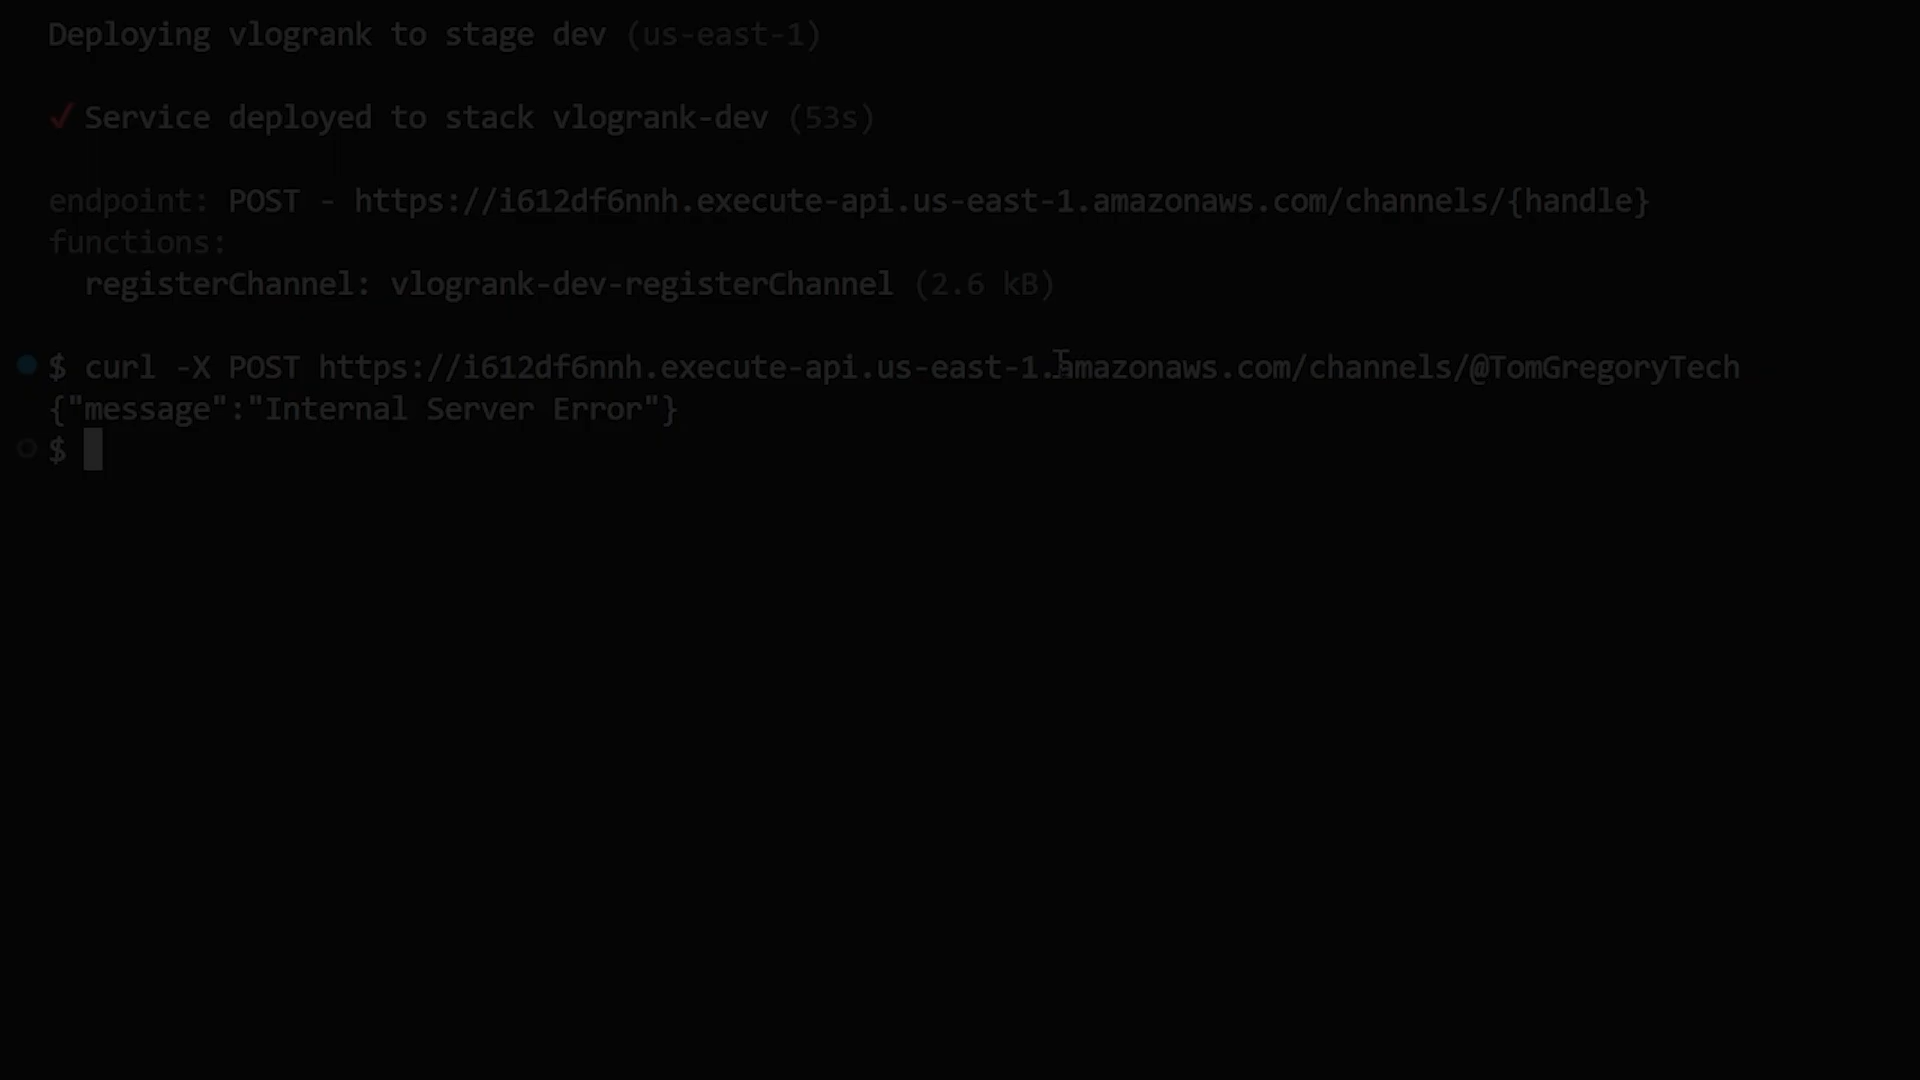 Deploying vlogrank to stage dev (us-east-1)
✓ Service deployed to stack vlogrank-dev (53s)
endpoint: POST - https://i612df6nnh.execute-api.us-east-1.amazonaws.com/channels/{handle}
functions:
  registerChannel: vlogrank-dev-registerChannel (2.6 kB)
$ curl -X POST https://i612df6nnh.execute-api.us-east-1.amazonaws.com/channels/@TomGregoryTech
{"message":"Internal Server Error"}
$